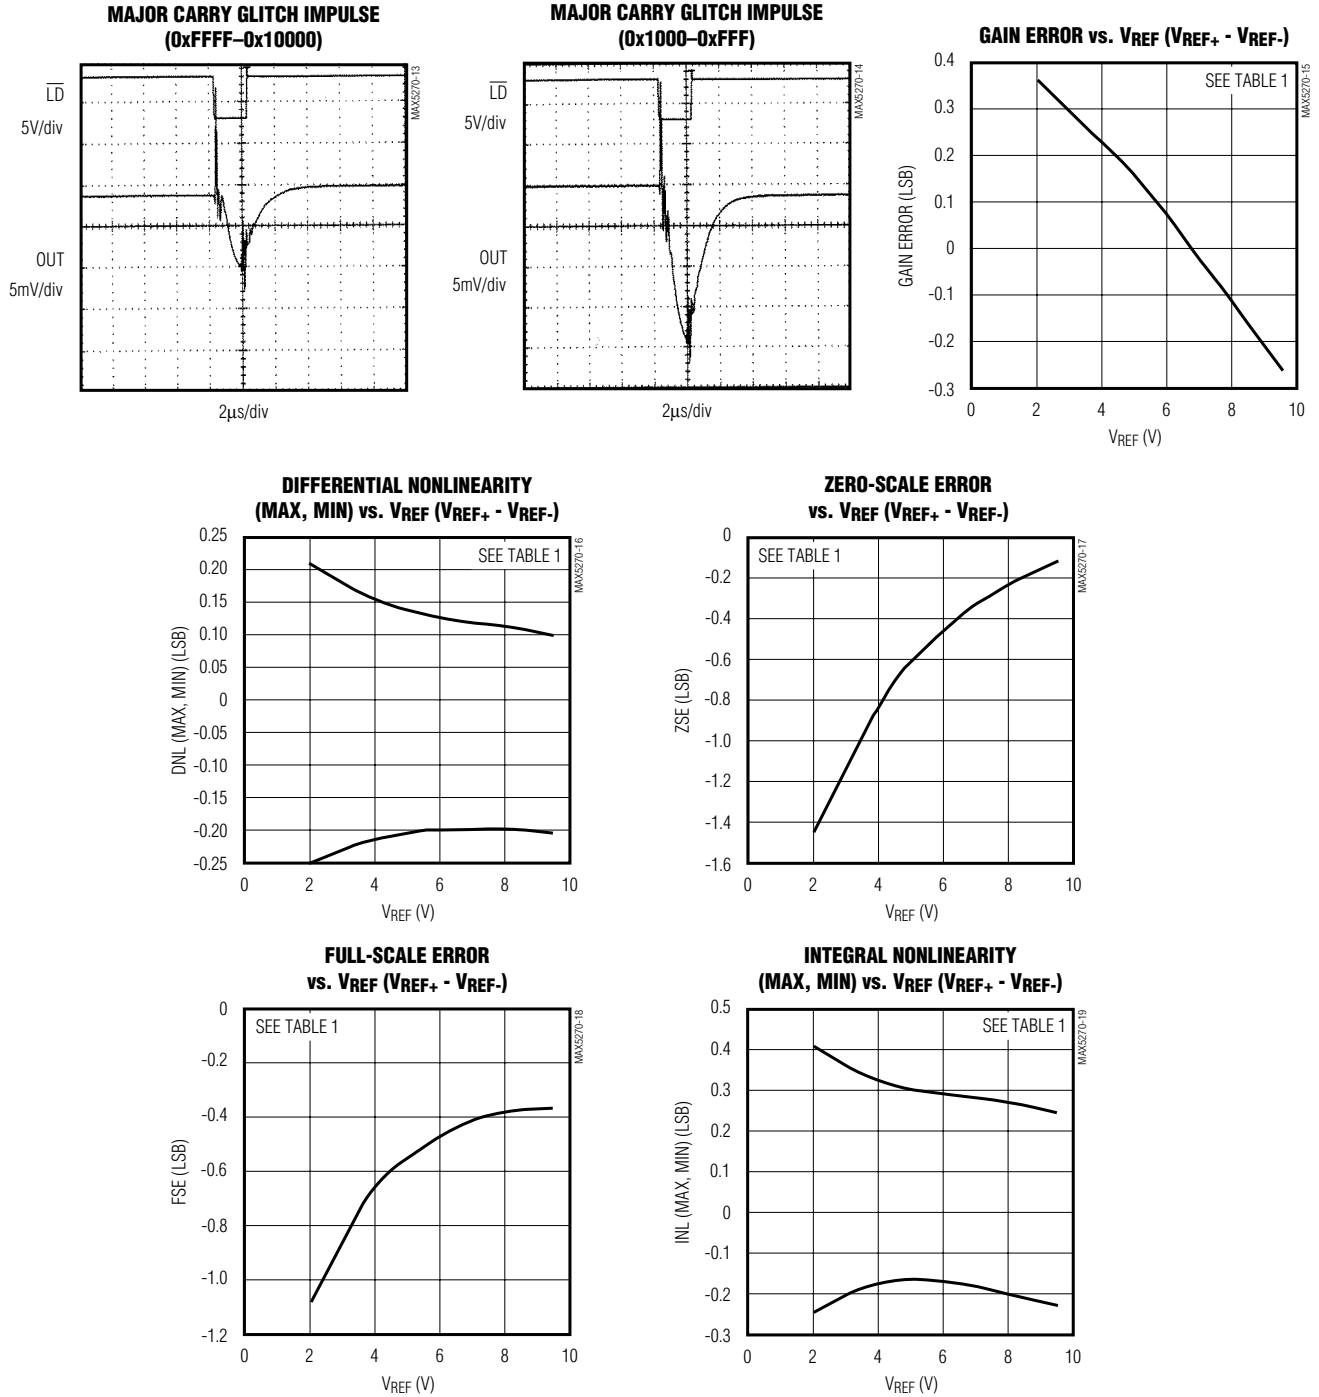 MAJOR CARRY GLITCH IMPULSE
(0xFFFF–0x10000)
MAX5270-13
LD
5V/div
OUT
5mV/div
2μs/div
MAJOR CARRY GLITCH IMPULSE
(0x1000–0xFFF)
MAX5270-14
LD
5V/div
OUT
5mV/div
2μs/div
GAIN ERROR vs. VREF (VREF+ - VREF-)
MAX5270-15
SEE TABLE 1
GAIN ERROR (LSB)
0.4
0.3
0.2
0.1
0
-0.1
-0.2
-0.3
0 2 4 6 8 10
VREF (V)
DIFFERENTIAL NONLINEARITY
(MAX, MIN) vs. VREF (VREF+ - VREF-)
MAX5270-16
SEE TABLE 1
DNL (MAX, MIN) (LSB)
0.25
0.20
0.15
0.10
0.05
0
-0.05
-0.10
-0.15
-0.20
-0.25
0 2 4 6 8 10
VREF (V)
ZERO-SCALE ERROR
vs. VREF (VREF+ - VREF-)
MAX5270-17
SEE TABLE 1
ZSE (LSB)
0
-0.2
-0.4
-0.6
-0.8
-1.0
-1.2
-1.4
-1.6
0 2 4 6 8 10
VREF (V)
FULL-SCALE ERROR
vs. VREF (VREF+ - VREF-)
MAX5270-18
SEE TABLE 1
FSE (LSB)
0
-0.2
-0.4
-0.6
-0.8
-1.0
-1.2
0 2 4 6 8 10
VREF (V)
INTEGRAL NONLINEARITY
(MAX, MIN) vs. VREF (VREF+ - VREF-)
MAX5270-19
SEE TABLE 1
INL (MAX, MIN) (LSB)
0.5
0.4
0.3
0.2
0.1
0
-0.1
-0.2
-0.3
0 2 4 6 8 10
VREF (V)